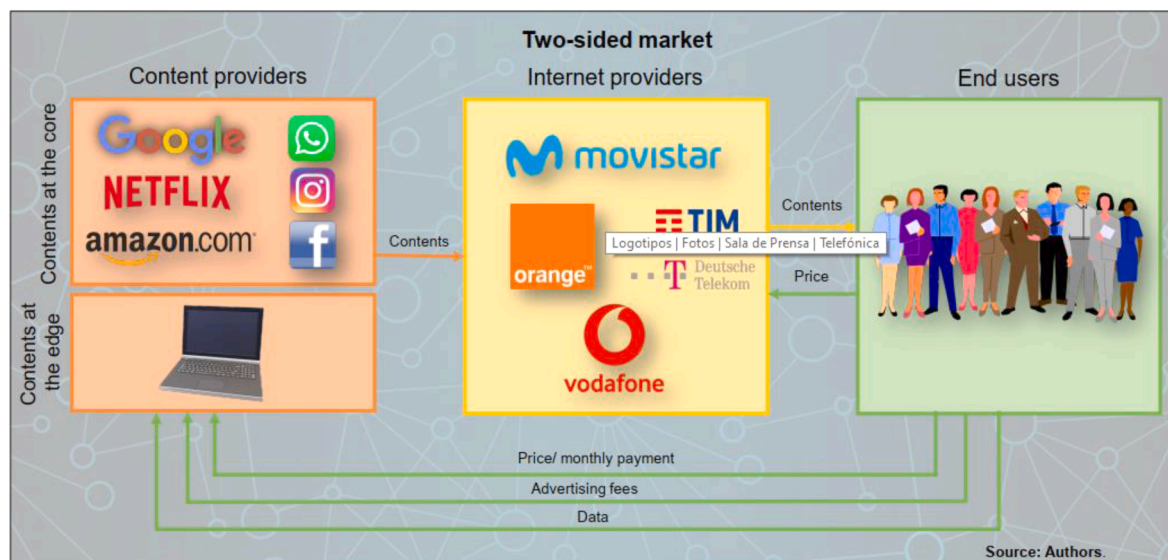 Two-sided market
Content providers
Internet providers
End users
Contents at the core
Google
NETFLIX
amazon.com
f
Contents
movistar
orange™
TIM
Logotipos | Fotos | Sala de Prensa | Telefónica
T Deutsche
Telekom
vodafone
Contents
Price
Contents at
the edge
Price/ monthly payment
Advertising fees
Data
Source: Authors.